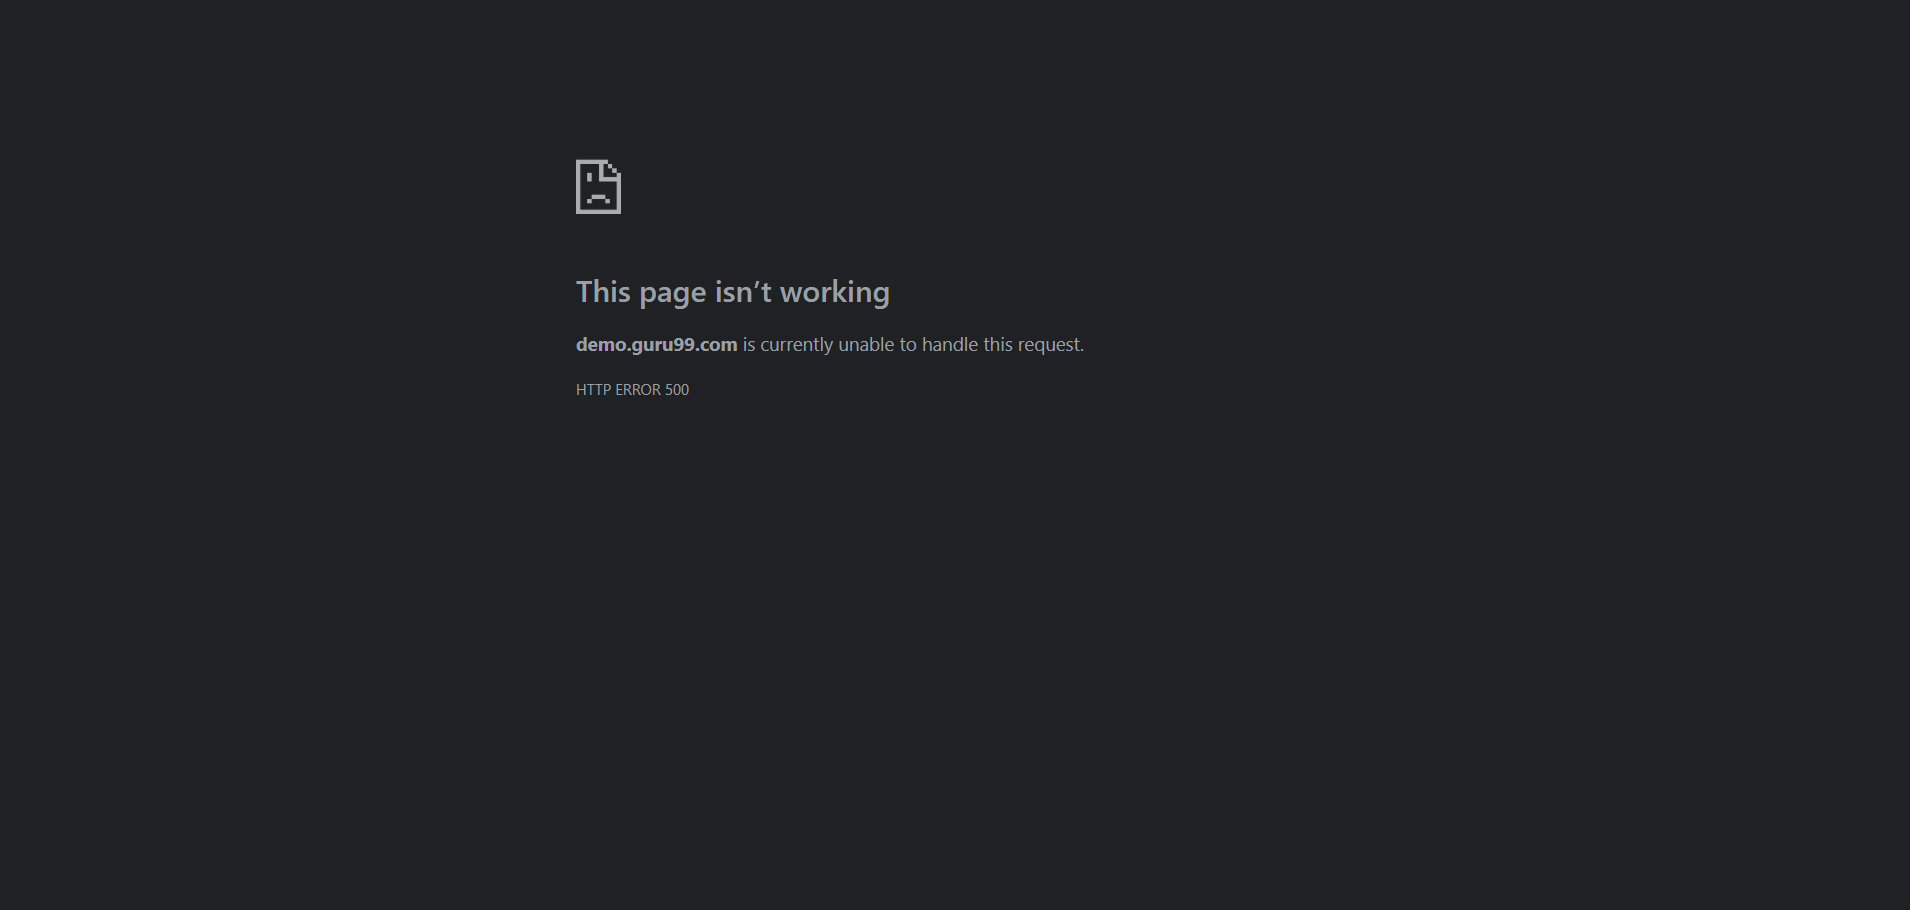 This page isn’t working
demo.guru99.com is currently unable to handle this request.
HTTP ERROR 500